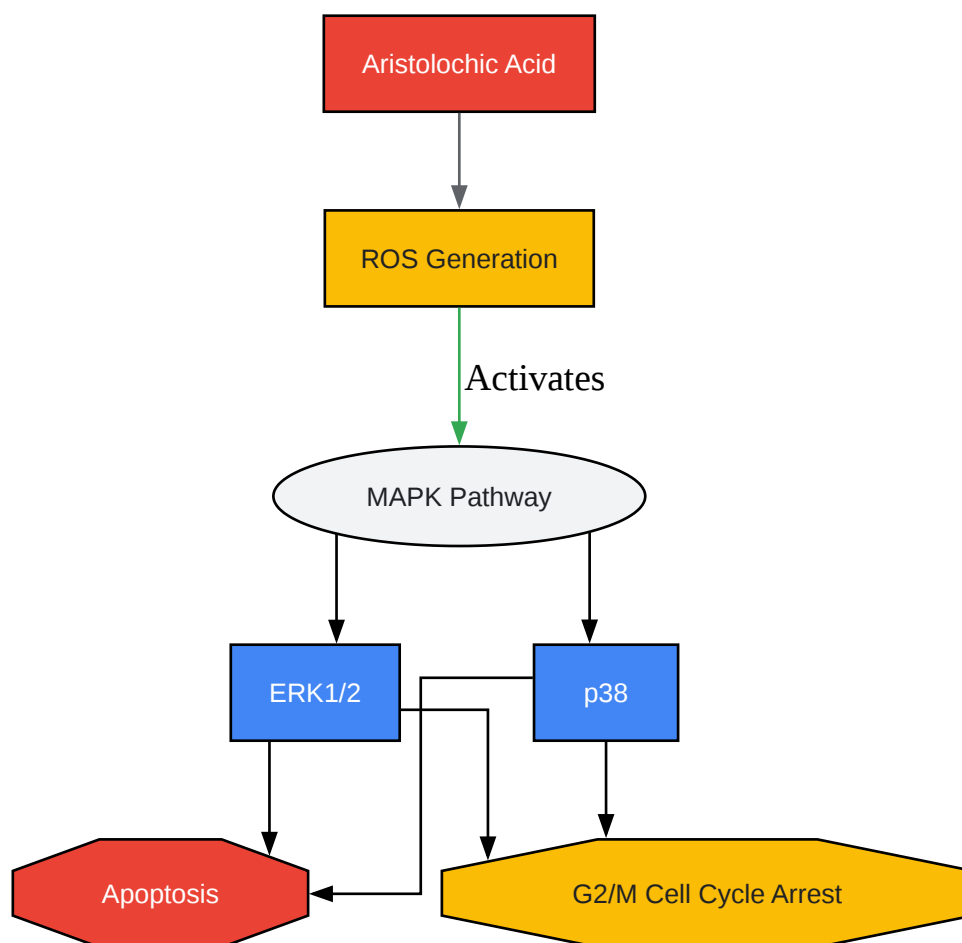 Aristolochic Acid
ROS Generation
Activates
MAPK Pathway
ERK1/2
p38
Apoptosis
G2/M Cell Cycle Arrest